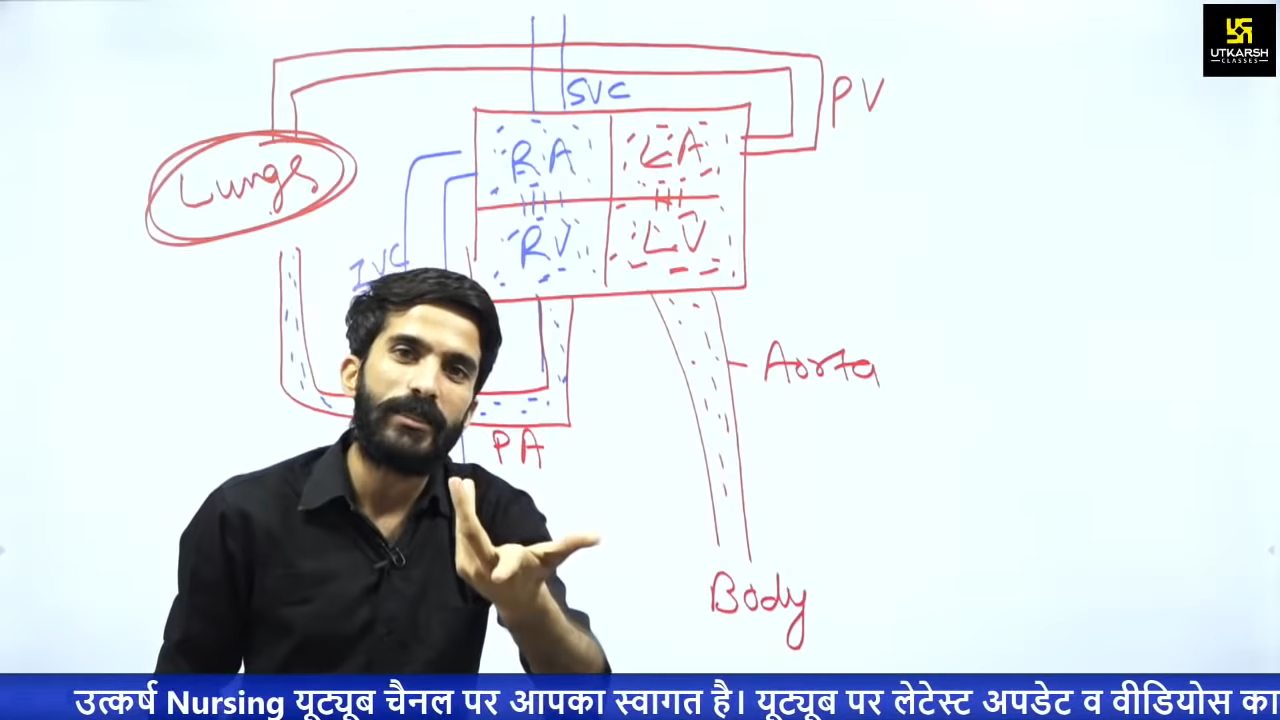 UTKARSH
CLASSES
SVC
PV
RA
LA
Lungs
RV
LV
IVC
Aorta
PA
Body
उत्कर्ष Nursing यूट्यूब चैनल पर आपका स्वागत है। यूट्यूब पर लेटेस्ट अपडेट व वीडियोस का